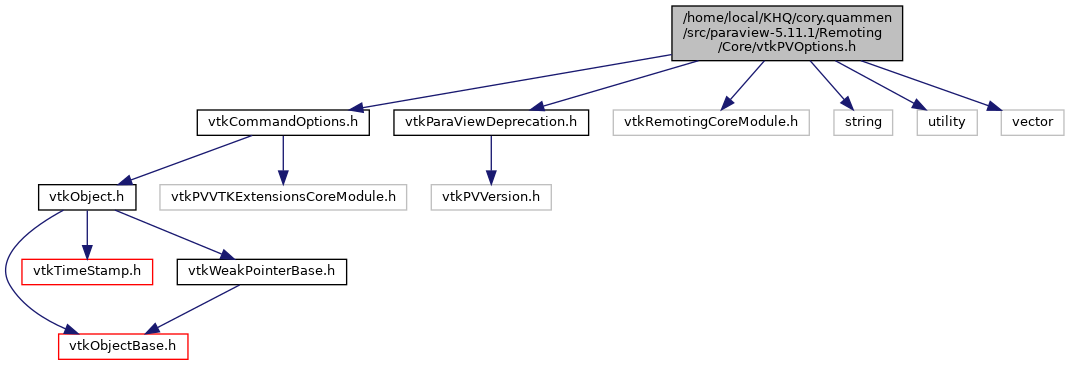 /home/local/KHQ/cory.quammen
/src/paraview-5.11.1/Remoting
/Core/vtkPVOptions.h
vtkCommandOptions.h
vtkParaViewDeprecation.h
vtkRemotingCoreModule.h
string
utility
vector
vtkObject.h
vtkPVVTKExtensionsCoreModule.h
vtkPVVersion.h
vtkTimeStamp.h
vtkWeakPointerBase.h
vtkObjectBase.h